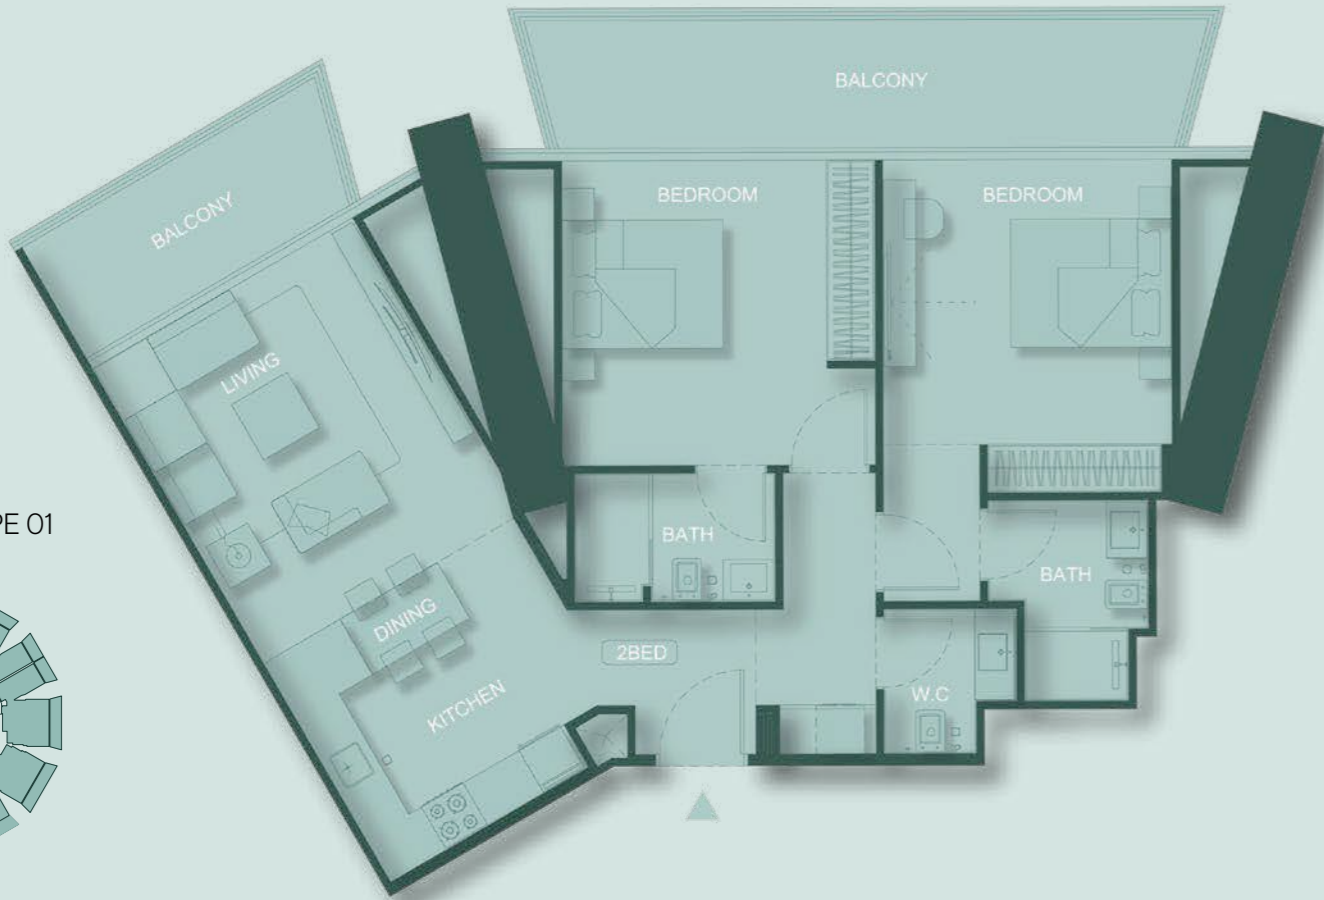 BALCONY
BALCONY
BEDROOM
BEDROOM
LIVING
PE 01
BATH
BATH
DINING
2BED
KITCHEN
W.C